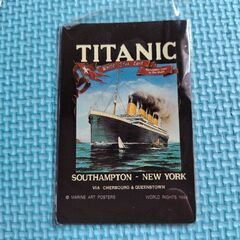 TITANIC
SOUTHAMPTON - NEW YORK
VIA CHERBOURG & QUEENSTOWN
© MARINE ART POSTERS
WORLD RIGHTS